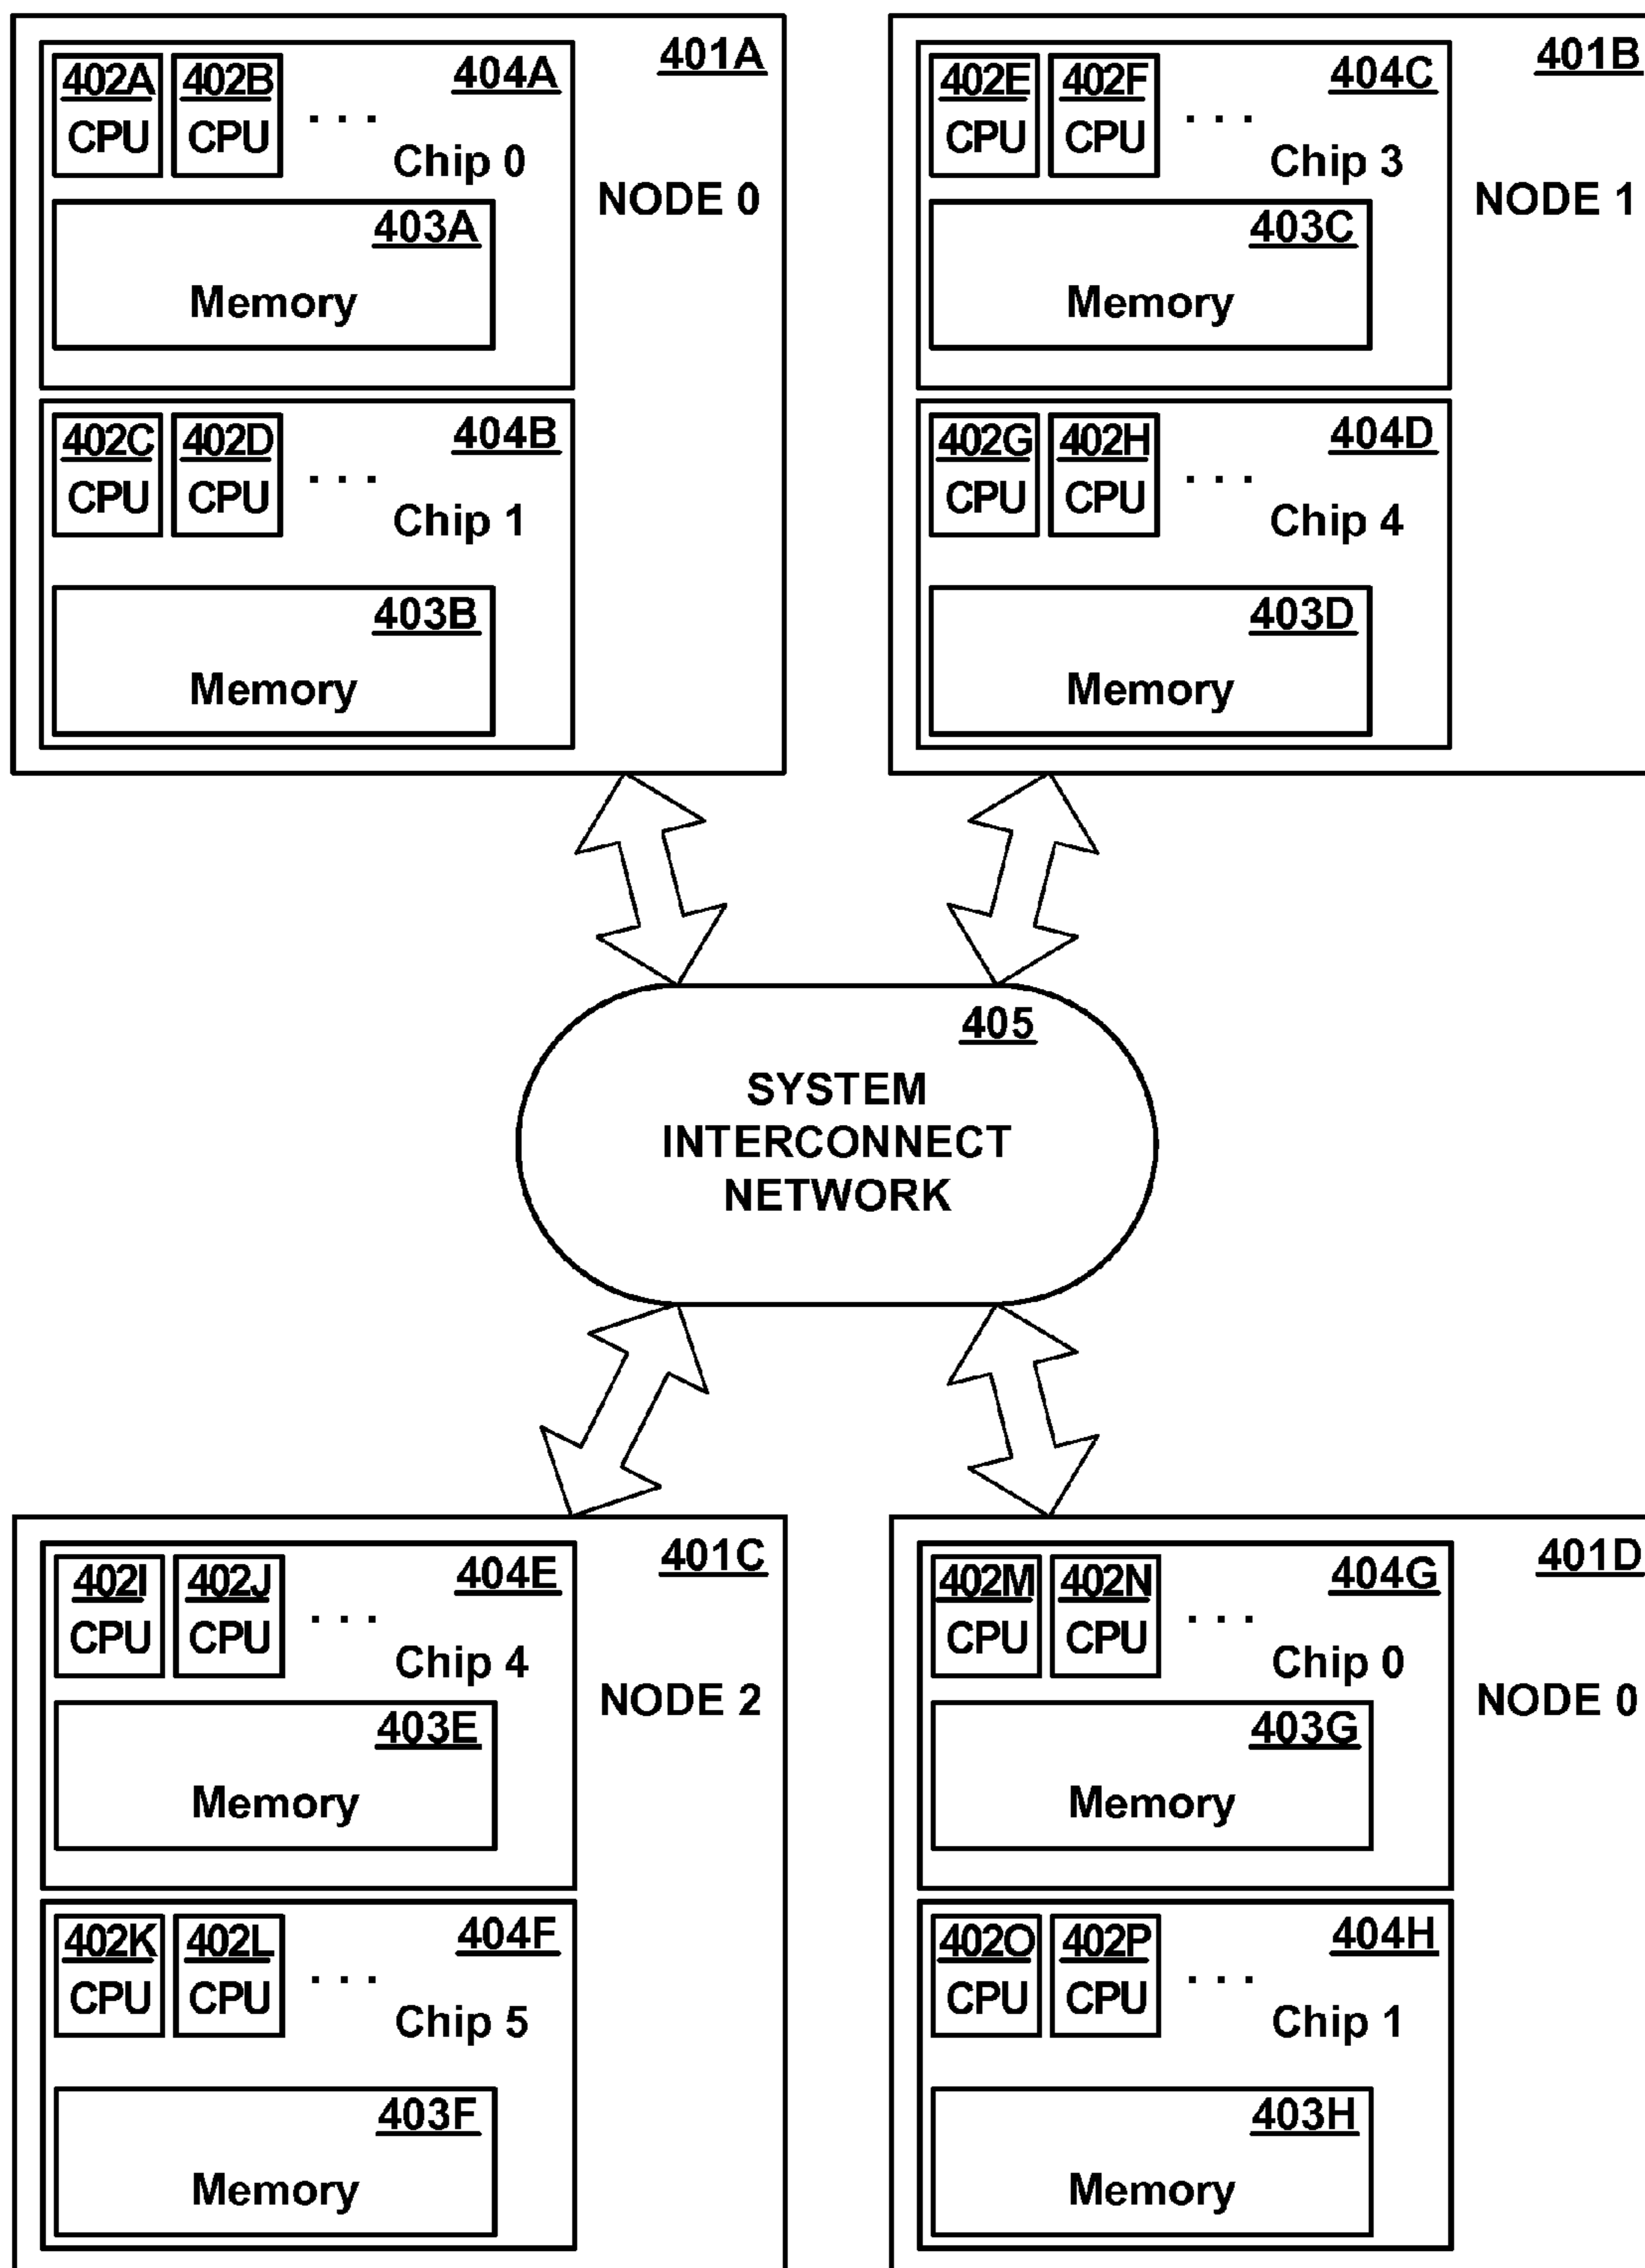 401A
402A
CPU
402B
CPU
. . .
404A
Chip 0
NODE 0
403A
Memory
402C
CPU
402D
CPU
. . .
404B
Chip 1
403B
Memory
401B
402E
CPU
402F
CPU
. . .
404C
Chip 3
NODE 1
403C
Memory
402G
CPU
402H
CPU
. . .
404D
Chip 4
403D
Memory
405
SYSTEM
INTERCONNECT
NETWORK
401C
402I
CPU
402J
CPU
. . .
404E
Chip 4
NODE 2
403E
Memory
402K
CPU
402L
CPU
. . .
404F
Chip 5
403F
Memory
401D
402M
CPU
402N
CPU
. . .
404G
Chip 0
NODE 0
403G
Memory
402O
CPU
402P
CPU
. . .
404H
Chip 1
403H
Memory